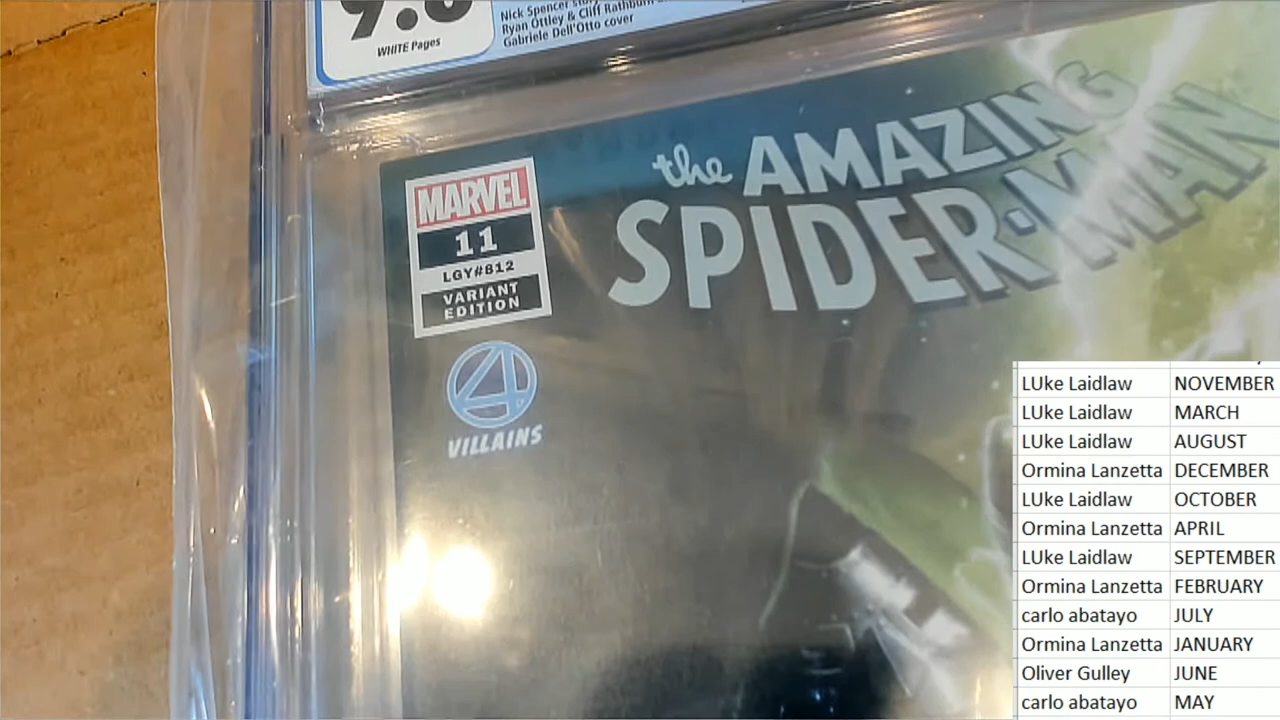 WHITE Pages
Nick Spencer
Ryan Ottley & Cliff Rathburn
Gabriele Dell'Otto cover
MARVEL
11
LGY#812
VARIANT
EDITION
the AMAZING
SPIDER-MAN
4
VILLAINS
LUke Laidlaw NOVEMBER
LUke Laidlaw MARCH
LUke Laidlaw AUGUST
Ormina Lanzetta DECEMBER
LUke Laidlaw OCTOBER
Ormina Lanzetta APRIL
LUke Laidlaw SEPTEMBER
Ormina Lanzetta FEBRUARY
carlo abatayo JULY
Ormina Lanzetta JANUARY
Oliver Gulley JUNE
carlo abatayo MAY